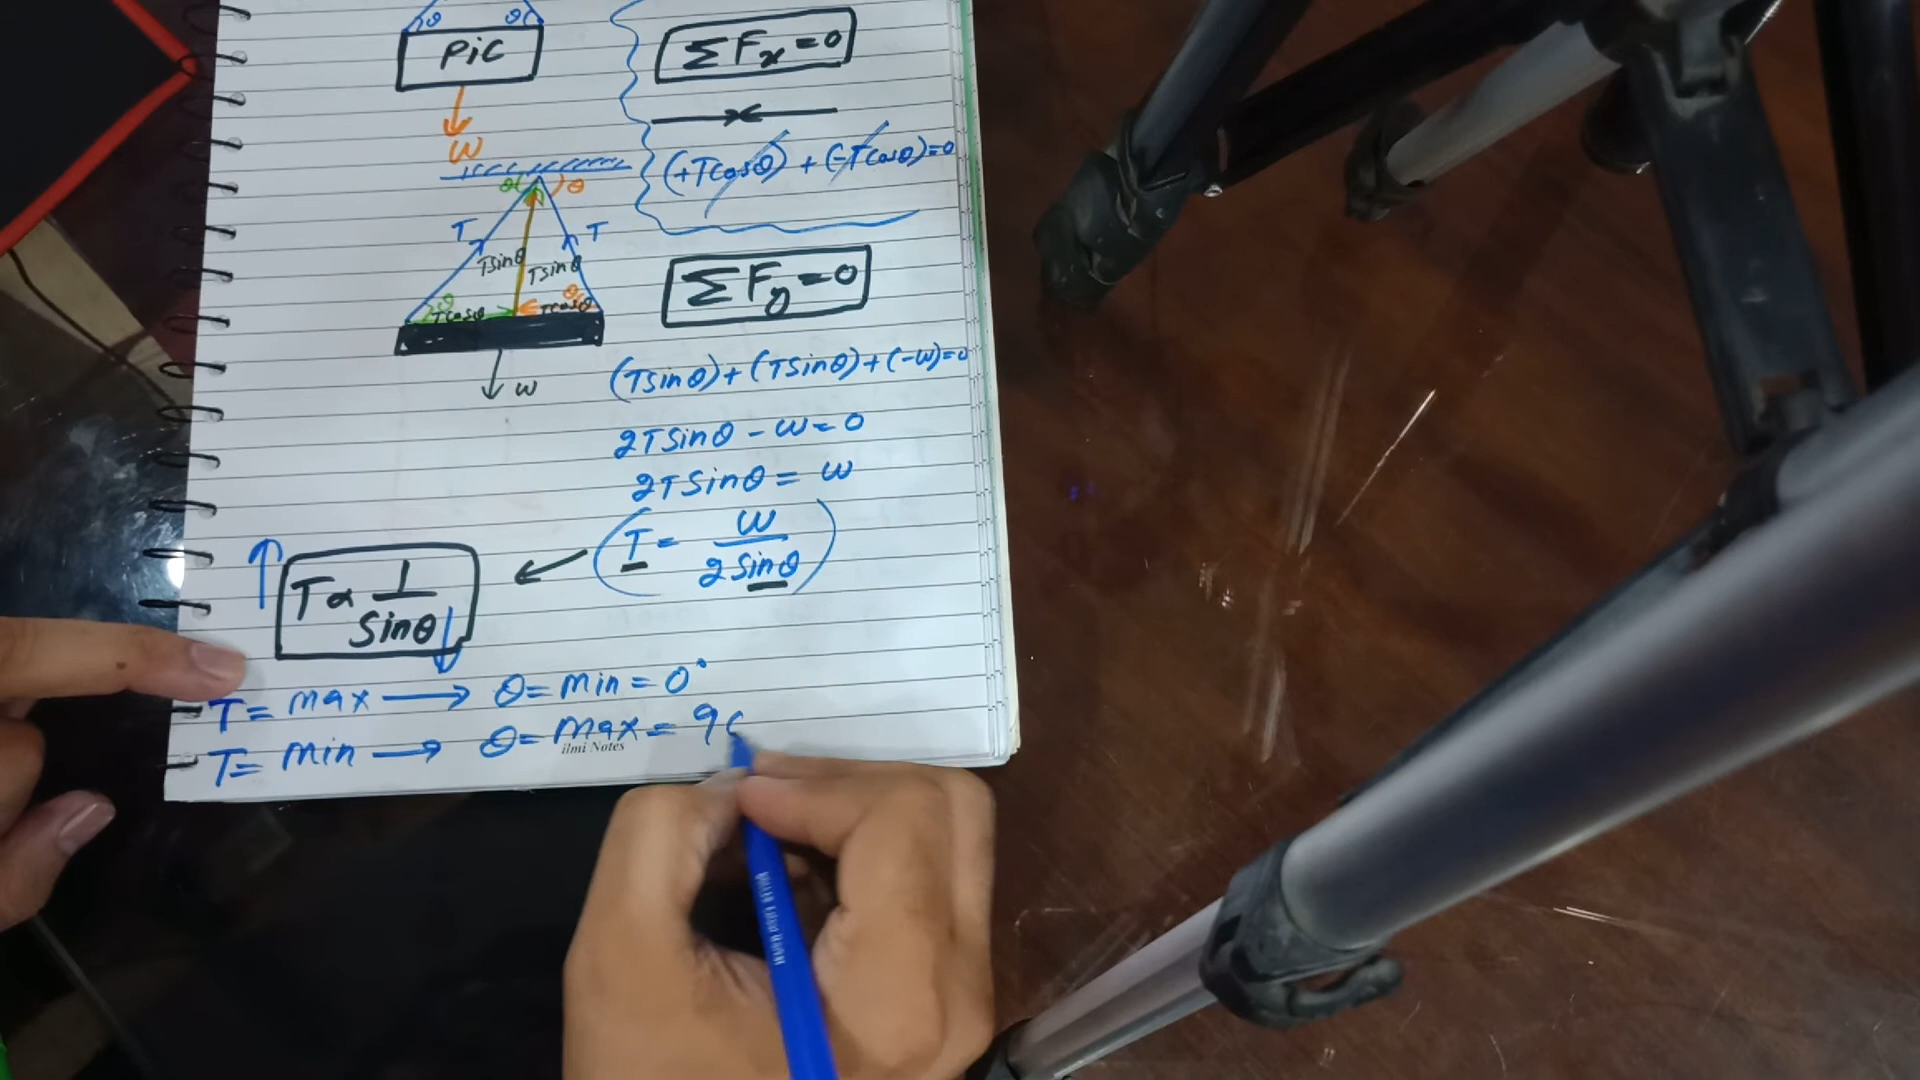 θ θ
PiC
W
ΣFx=0
(+Tcosθ) + (-Tcosθ)=0
θ θ
T T
Tsinθ Tsinθ
θ θ
Tcosθ Tcosθ
w
ΣFy=0
(Tsinθ)+(Tsinθ)+(-w)=0
2Tsinθ - w=0
2Tsinθ = w
(T= w/2sinθ)
T∝ 1/Sinθ
T= max → θ= min = 0°
T= min → θ= max = 90
ilmi Notes